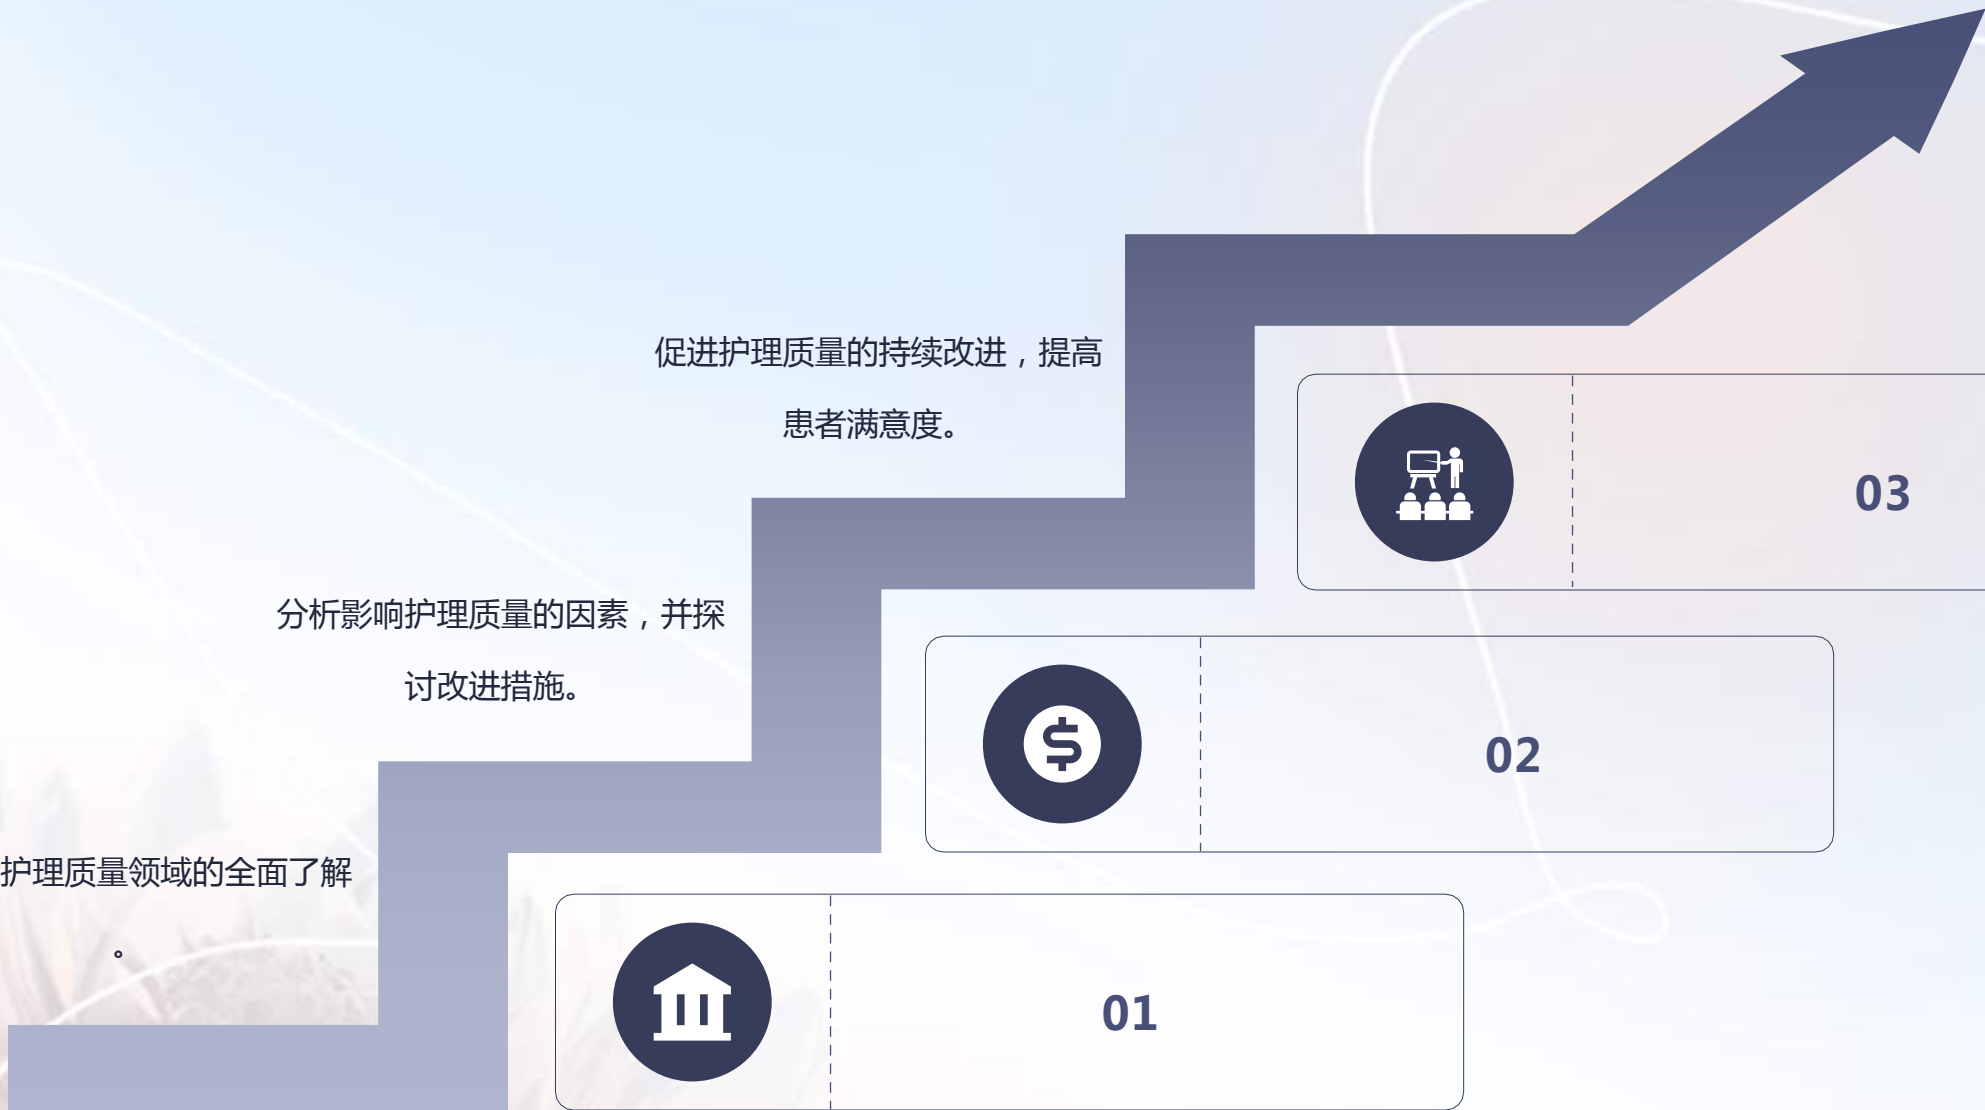 促进护理质量的持续改进，提高
患者满意度。
03
分析影响护理质量的因素，并探
讨改进措施。
02
护理质量领域的全面了解
。
01